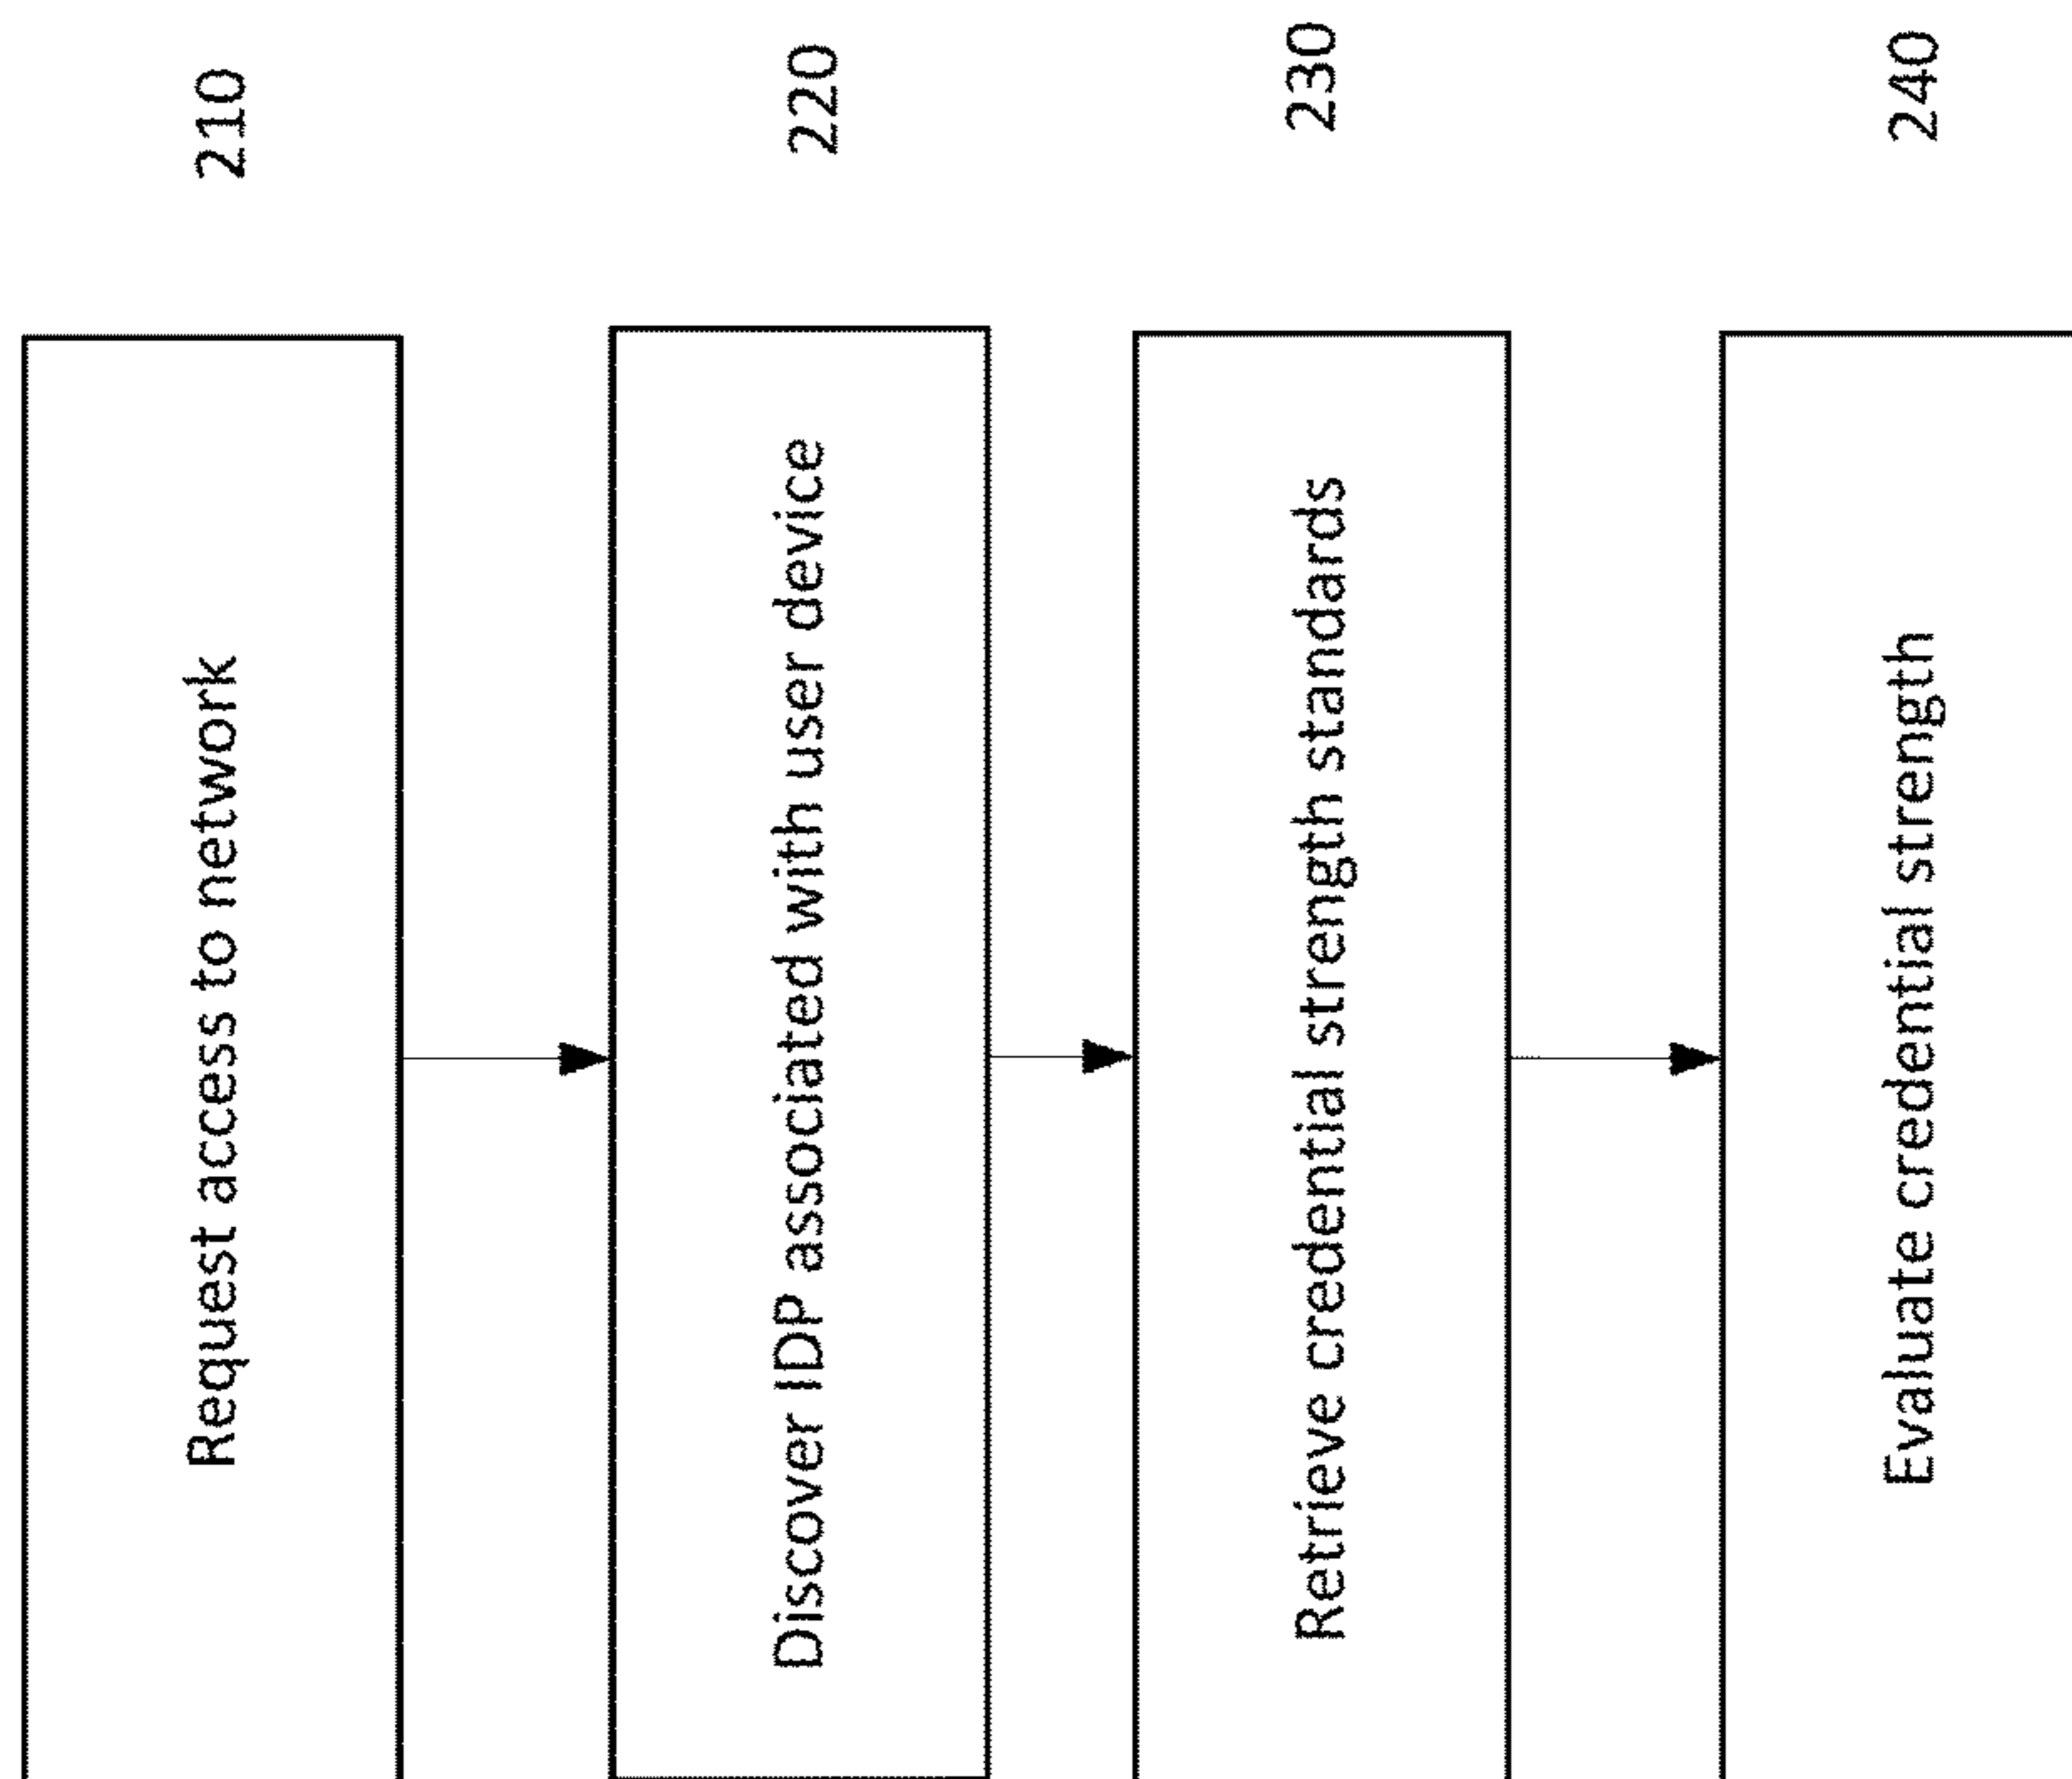 Request access to network
210
Discover IDP associated with user device
220
Retrieve credential strength standards
230
Evaluate credential strength
240